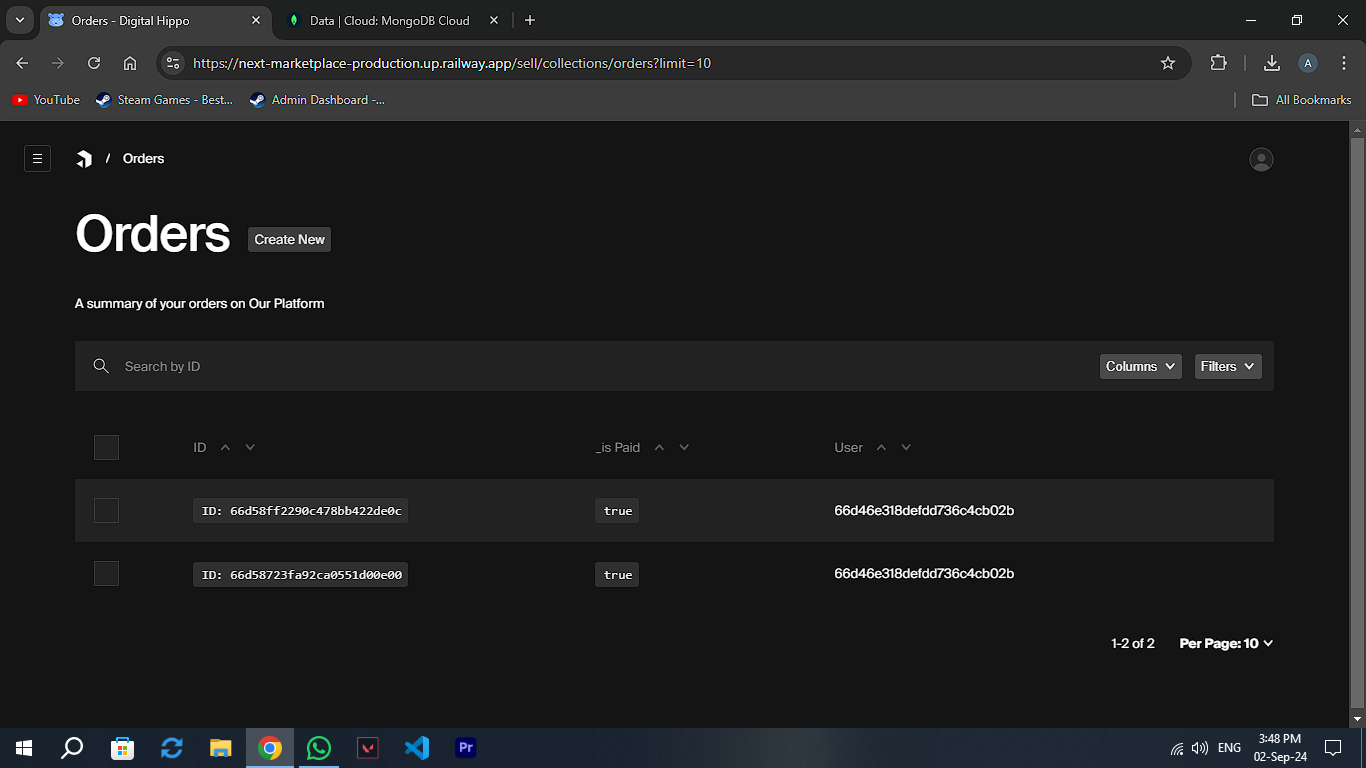 Orders - Digital Hippo
Data | Cloud: MongoDB Cloud
https://next-marketplace-production.up.railway.app/sell/collections/orders?limit=10
A
YouTube
Steam Games - Best...
Admin Dashboard -...
All Bookmarks
/ Orders
Orders
Create New
A summary of your orders on Our Platform
Search by ID
Columns
Filters
ID
_is Paid
User
ID: 66d58ff2290c478bb422de0c
true
66d46e318defdd736c4cb02b
ID: 66d58723fa92ca0551d00e00
true
66d46e318defdd736c4cb02b
1-2 of 2
Per Page: 10
Pr
ENG
3:48 PM
02-Sep-24